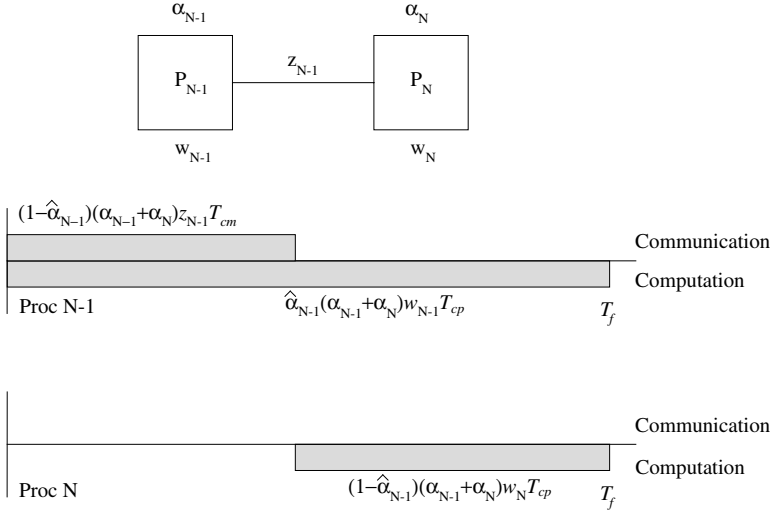 α_{N-1} α_N
P_{N-1} z_{N-1} P_N
w_{N-1} w_N
(1−α̂_{N−1})(α_{N−1}+α_N)z_{N-1}T_{cm}
Communication
Computation
Proc N-1 α̂_{N-1}(α_{N-1}+α_N)w_{N-1}T_{cp} T_f
Communication
Computation
Proc N (1−α̂_{N-1})(α_{N-1}+α_N)w_N T_{cp} T_f